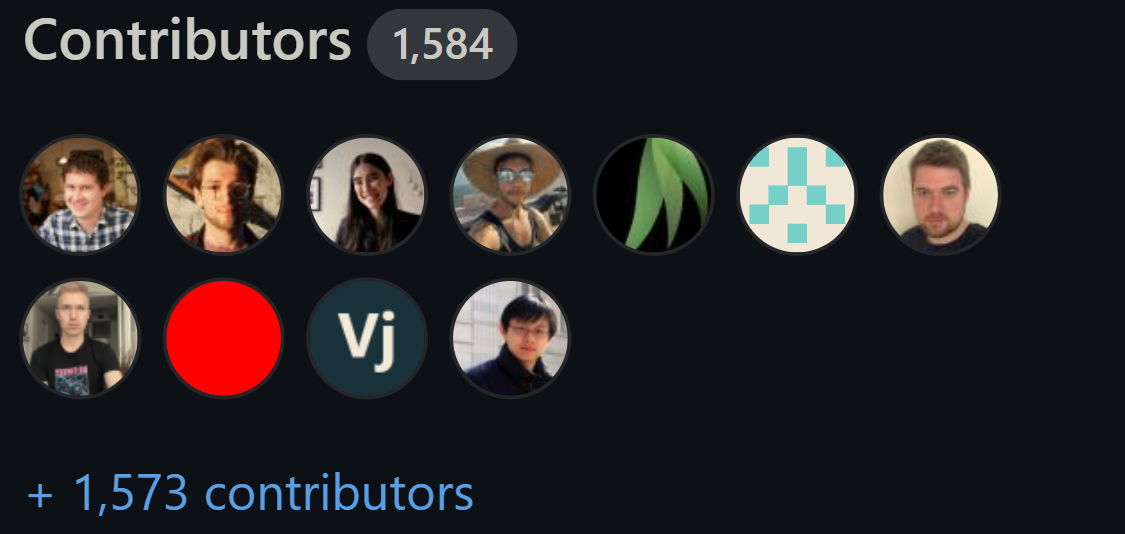 Contributors 1,584
Vj
+ 1,573 contributors